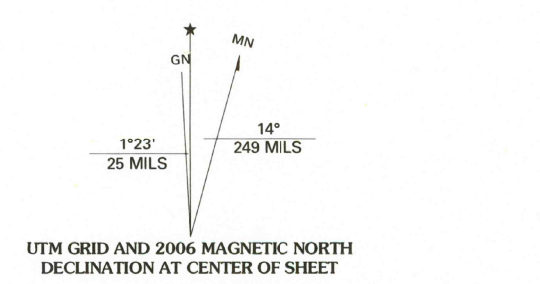 ★
MN
GN
1°23'
25 MILS
14°
249 MILS
UTM GRID AND 2006 MAGNETIC NORTH
DECLINATION AT CENTER OF SHEET